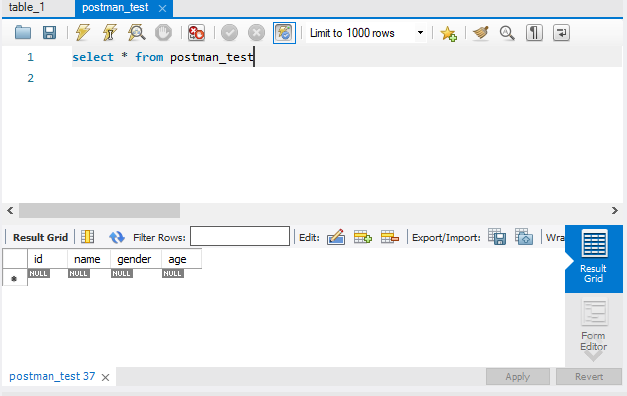 table_1 postman_test
Limit to 1000 rows
1 select * from postman_test
2
Result Grid Filter Rows: Edit: Export/Import: Wra
Result
Grid
id name gender age
NULL NULL NULL NULL
Form
Editor
postman_test 37 Apply Revert